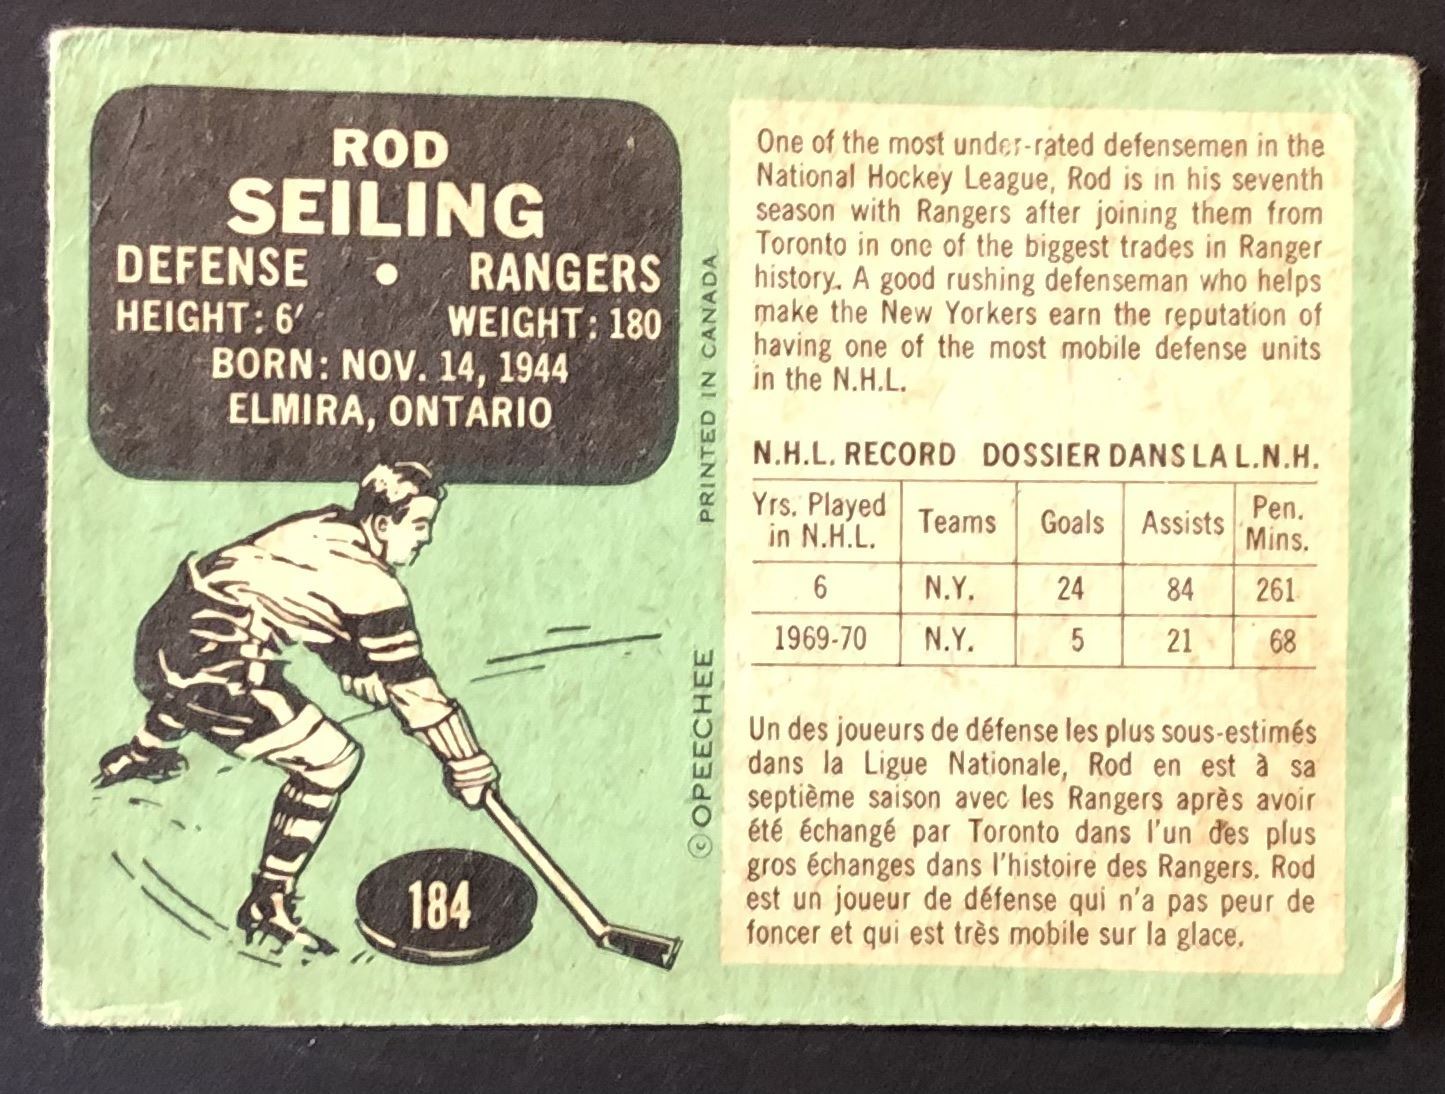 ROD
SEILING
DEFENSE • RANGERS
HEIGHT: 6' WEIGHT: 180
BORN: NOV. 14, 1944
ELMIRA, ONTARIO
184
© OPEECHEE PRINTED IN CANADA
One of the most under-rated defensemen in the
National Hockey League, Rod is in his seventh
season with Rangers after joining them from
Toronto in one of the biggest trades in Ranger
history. A good rushing defenseman who helps
make the New Yorkers earn the reputation of
having one of the most mobile defense units
in the N.H.L.
N.H.L. RECORD DOSSIER DANS LA L.N.H.
Yrs. Played in N.H.L. Teams Goals Assists Pen. Mins.
6 N.Y. 24 84 261
1969-70 N.Y. 5 21 68
Un des joueurs de défense les plus sous-estimés
dans la Ligue Nationale, Rod en est à sa
septième saison avec les Rangers après avoir
été échangé par Toronto dans l'un des plus
gros échanges dans l'histoire des Rangers. Rod
est un joueur de défense qui n'a pas peur de
foncer et qui est très mobile sur la glace.